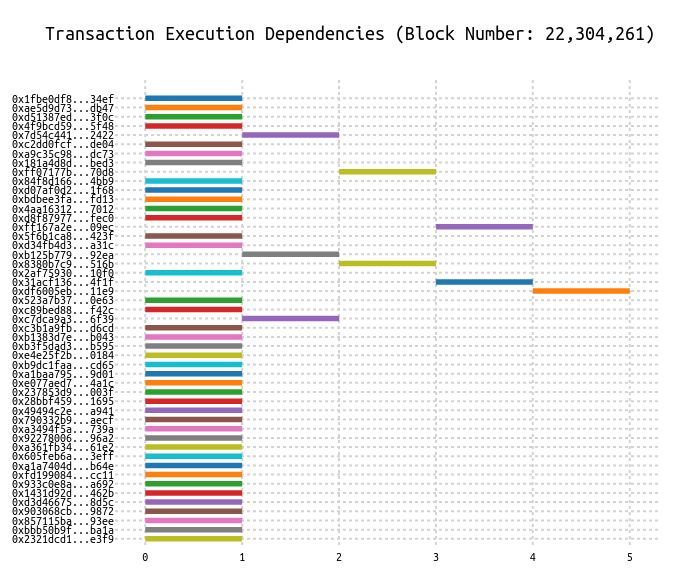 Transaction Execution Dependencies (Block Number: 22,304,261)
0x1fbe0df8...34ef
0xae5d9d73...db47
0xd51387ed...3f0c
0x4f9bcd59...5f48
0x7d54c441...2422
0xc2dd0fcf...de04
0xa9c35c98...dc73
0x181a4d8d...bed3
0xff07177b...70d8
0x84f8d166...4bb9
0xd07af0d2...1f68
0xbdbee3fa...fd13
0x4aa16312...7012
0xd8f87977...fec0
0xff167a2e...09ec
0x5f6b1ca8...423f
0xd34fb4d3...a31c
0xb125b779...92ea
0x8380b7c9...516b
0x2af75930...10f0
0x31acf136...4f1f
0xdf6005eb...11e9
0x523a7b37...0e63
0xc89bed88...f42c
0xc7dca9a3...6f39
0xc3b1a9fb...d6cd
0xb1383d7e...b043
0xb3f5dad3...b595
0xe4e25f2b...0184
0xb9dc1faa...cd65
0xa1baa795...9d01
0xe077aed7...4a1c
0x237853d9...003f
0x28bbf459...1695
0x49494c2e...a941
0x790332b9...aecf
0xa3494f5a...739a
0x92278006...96a2
0xa361fb34...61e2
0x605feb6a...3eff
0xa1a7404d...b64e
0xfd199084...cc11
0x933c0e8a...a692
0x1431d92d...462b
0xd3d46675...8d5c
0x903068cb...9872
0x857115ba...93ee
0xbbb50b9f...ba1a
0x2321dcd1...e3f9
0 1 2 3 4 5